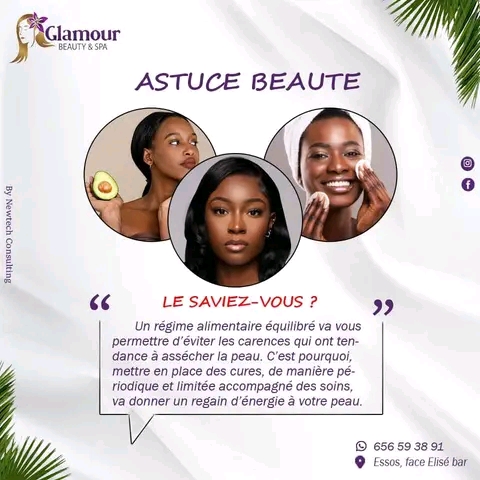 Glamour
BEAUTY & SPA
ASTUCE BEAUTE
By Newtech Consulting
LE SAVIEZ-VOUS ?
“ Un régime alimentaire équilibré va vous ”
permettre d'éviter les carences qui ont ten-
dance à assécher la peau. C'est pourquoi,
mettre en place des cures, de manière pé-
riodique et limitée accompagné des soins,
va donner un regain d'énergie à votre peau.
656 59 38 91
Essos, face Elisé bar